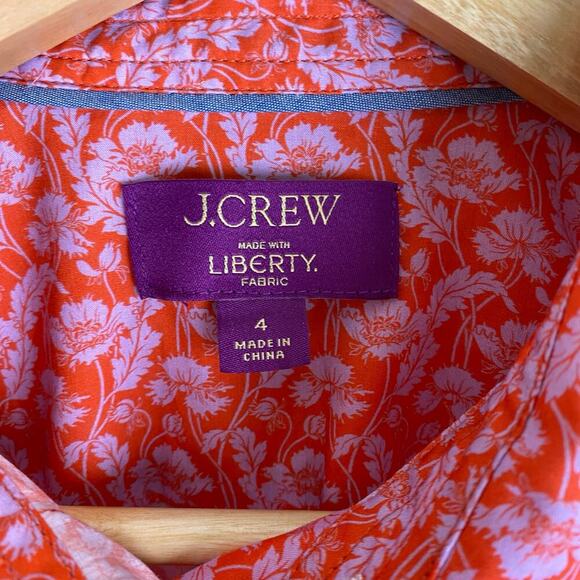 J.CREW
MADE WITH
LIBERTY.
FABRIC
4
MADE IN
CHINA